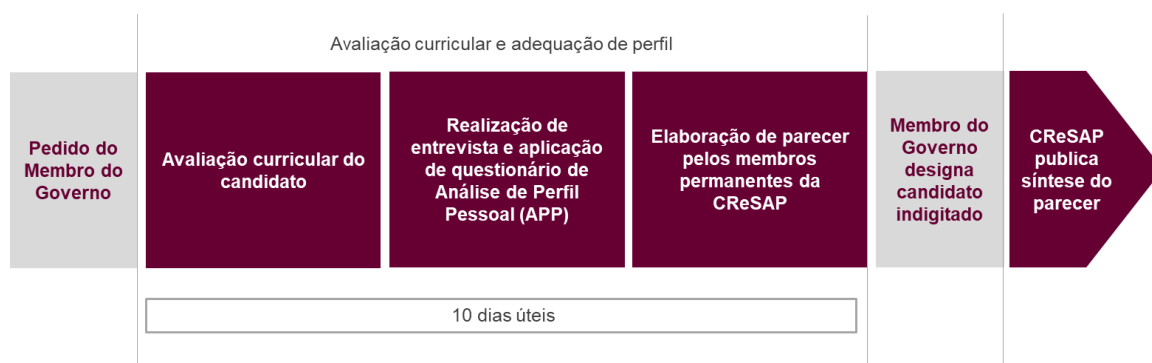 Avaliação curricular e adequação de perfil
Pedido do
Membro do
Governo
Avaliação curricular do
candidato
Realização de
entrevista e aplicação
de questionário de
Análise de Perfil
Pessoal (APP)
Elaboração de parecer
pelos membros
permanentes da
CReSAP
Membro do
Governo
designa
candidato
indigitado
CReSAP
publica
síntese do
parecer
10 dias úteis